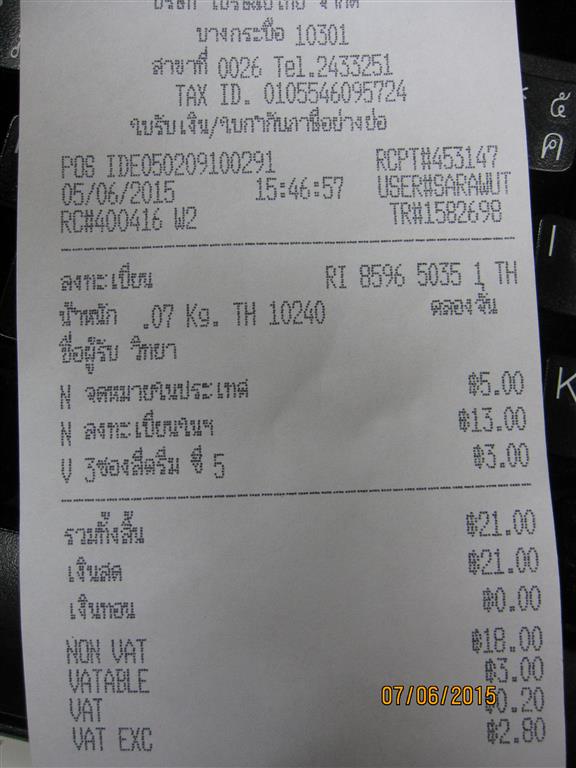 บางกระบือ 10301
สาขาที่ 0026 Tel.2433251
TAX ID. 0105546095724
ใบรับเงิน/ใบกำกับภาษีอย่างย่อ
POS IDE050209100291 RCPT#453147
05/06/2015 15:46:57 USER#SARAWUT
RC#400416 W2 TR#1582698
ลงทะเบียน RI 8596 5035 1 TH
น้ำหนัก .07 Kg. TH 10240 คลองจั่น
ชื่อผู้รับ วิทยา
N จดหมายในประเทศ ฿5.00
N ลงทะเบียนในฯ ฿13.00
V 3ซองสีครีม ซี 5 ฿3.00
รวมทั้งสิ้น ฿21.00
เงินสด ฿21.00
เงินทอน ฿0.00
NON VAT ฿18.00
VATABLE ฿3.00
VAT ฿0.20
VAT EXC ฿2.80
07/06/2015
๕
ค
I
K